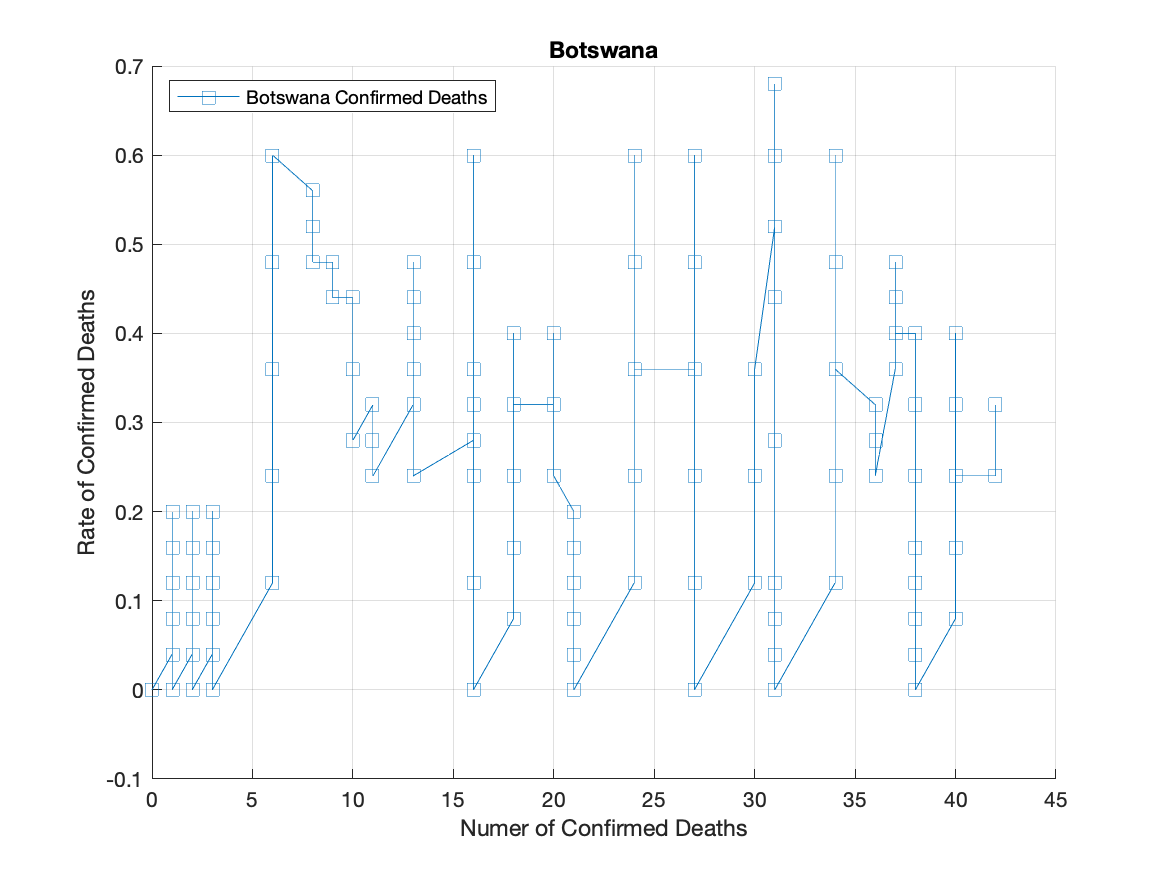 Botswana
Botswana Confirmed Deaths
0.7
0.6
0.5
0.4
0.3
0.2
0.1
0
-0.1
Rate of Confirmed Deaths
0 5 10 15 20 25 30 35 40 45
Numer of Confirmed Deaths